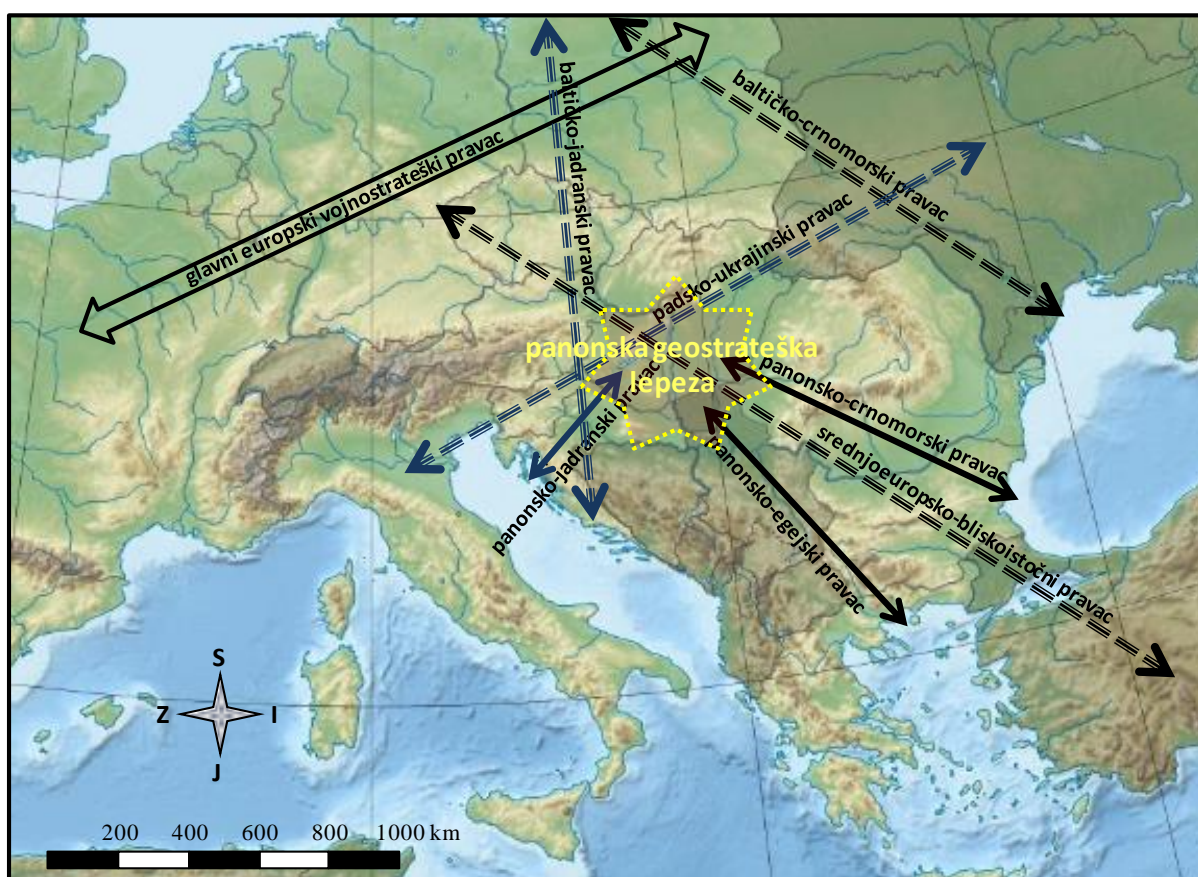 baltičko-jadranski pravac
baltičko-crnomorski pravac
glavni europski vojnostrateški pravac
padsko-ukrajinski pravac
panonska geostrateška
lepeza
panonsko-crnomorski pravac
panonsko-jadranski pravac
panonsko-egejski pravac
srednjoeuropsko-bliskoistočni pravac
S
Z
I
J
200 400 600 800 1000 km